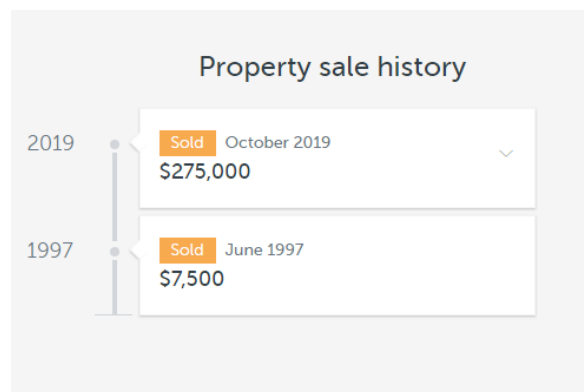 Property sale history
2019
Sold October 2019
$275,000
1997
Sold June 1997
$7,500